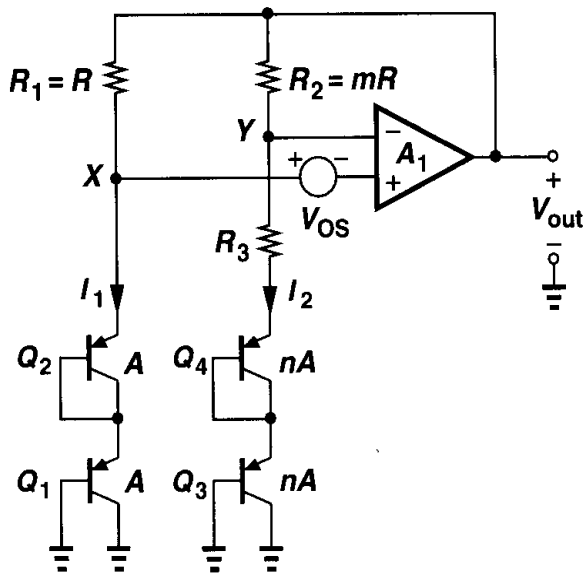 R1 = R
R2 = mR
Y
−
A1
+
X
+ −
VOS
+
Vout
−
R3
I1
I2
Q2
A
Q4
nA
Q1
A
Q3
nA